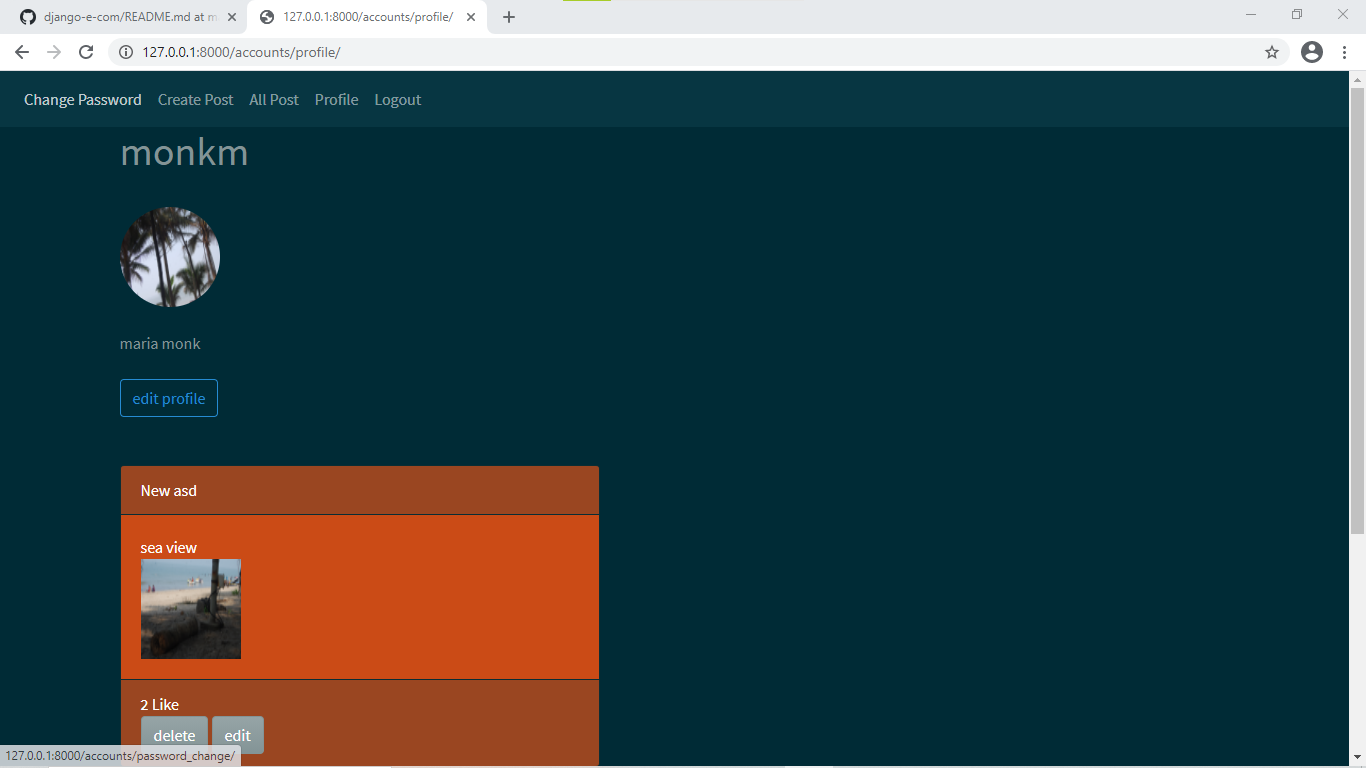 django-e-com/README.md at m
127.0.0.1:8000/accounts/profile/
127.0.0.1:8000/accounts/profile/
Change Password Create Post All Post Profile Logout
monkm
maria monk
edit profile
New asd
sea view
2 Like
delete edit
127.0.0.1:8000/accounts/password_change/